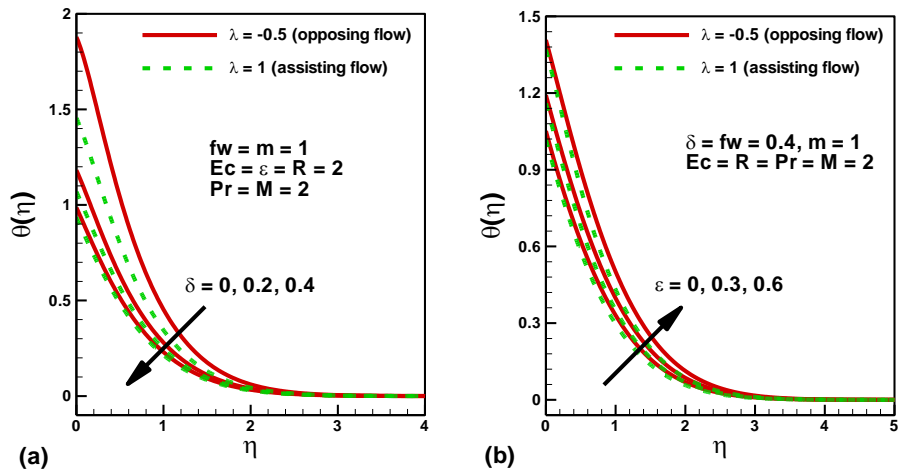 λ = -0.5 (opposing flow)
λ = 1 (assisting flow)
fw = m = 1
Ec = ε = R = 2
Pr = M = 2
δ = 0, 0.2, 0.4
θ(η)
2
1.5
1
0.5
0
0 1 2 3 4
η
(a)
λ = -0.5 (opposing flow)
λ = 1 (assisting flow)
δ = fw = 0.4, m = 1
Ec = R = Pr = M = 2
ε = 0, 0.3, 0.6
θ(η)
1.5
1.2
0.9
0.6
0.3
0
0 1 2 3 4 5
η
(b)